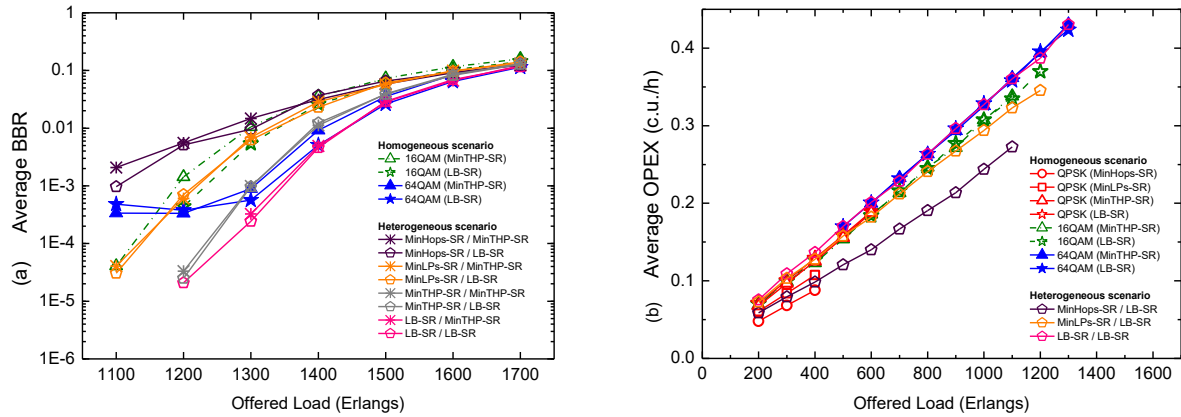 1
0.1
0.01
1E-3
1E-4
1E-5
1E-6
Average BBR
(a)
Homogeneous scenario
16QAM (MinTHP-SR)
16QAM (LB-SR)
64QAM (MinTHP-SR)
64QAM (LB-SR)
Heterogeneous scenario
MinHops-SR / MinTHP-SR
MinHops-SR / LB-SR
MinLPs-SR / MinTHP-SR
MinLPs-SR / LB-SR
MinTHP-SR / MinTHP-SR
MinTHP-SR / LB-SR
LB-SR / MinTHP-SR
LB-SR / LB-SR
1100 1200 1300 1400 1500 1600 1700
Offered Load (Erlangs)
0.4
0.3
0.2
0.1
0.0
Average OPEX (c.u./h)
(b)
Homogeneous scenario
QPSK (MinHops-SR)
QPSK (MinLPs-SR)
QPSK (MinTHP-SR)
QPSK (LB-SR)
16QAM (MinTHP-SR)
16QAM (LB-SR)
64QAM (MinTHP-SR)
64QAM (LB-SR)
Heterogeneous scenario
MinHops-SR / LB-SR
MinLPs-SR / LB-SR
LB-SR / LB-SR
0 200 400 600 800 1000 1200 1400 1600
Offered Load (Erlangs)